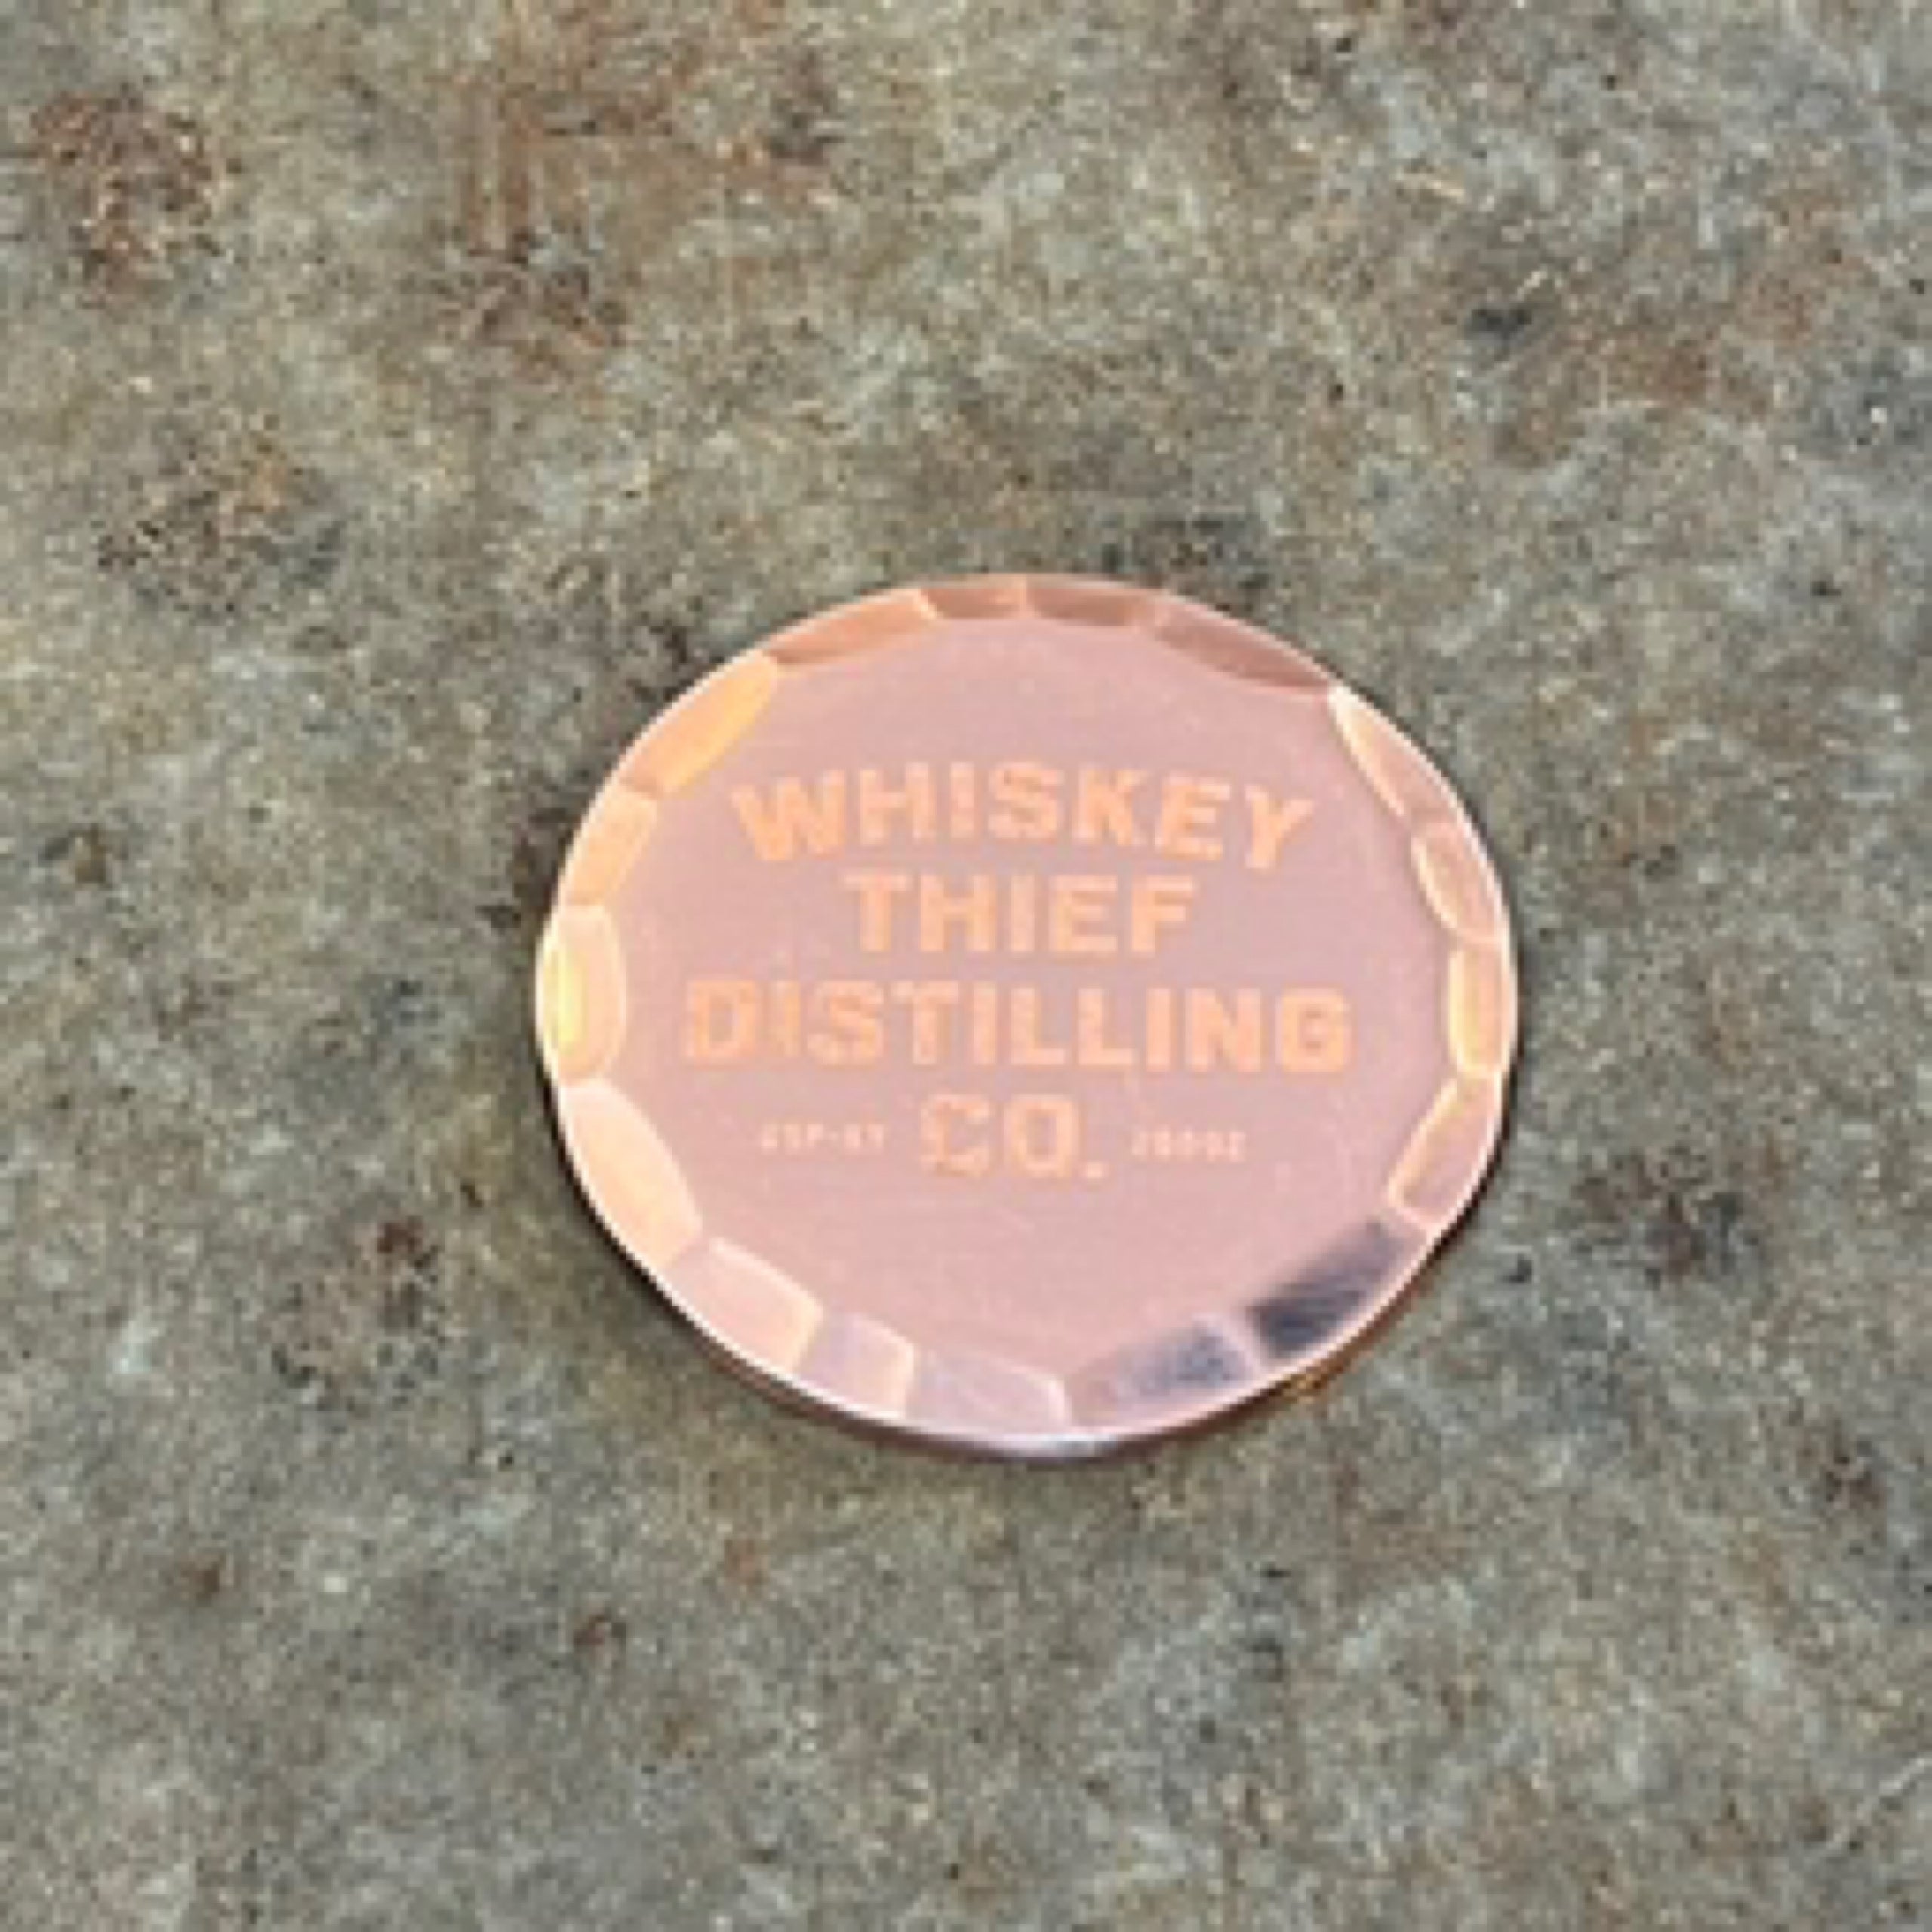 WHISKEY
THIEF
DISTILLING
CO.